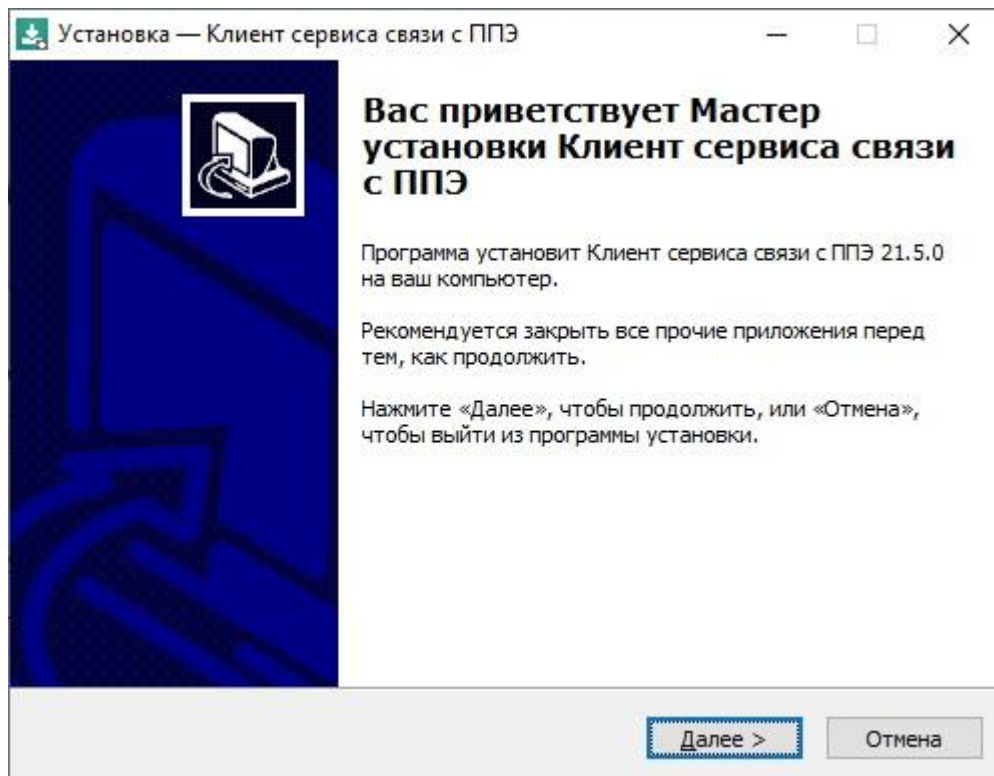 Установка — Клиент сервиса связи с ППЭ
Вас приветствует Мастер
установки Клиент сервиса связи
с ППЭ
Программа установит Клиент сервиса связи с ППЭ 21.5.0
на ваш компьютер.
Рекомендуется закрыть все прочие приложения перед
тем, как продолжить.
Нажмите «Далее», чтобы продолжить, или «Отмена»,
чтобы выйти из программы установки.
Далее >
Отмена